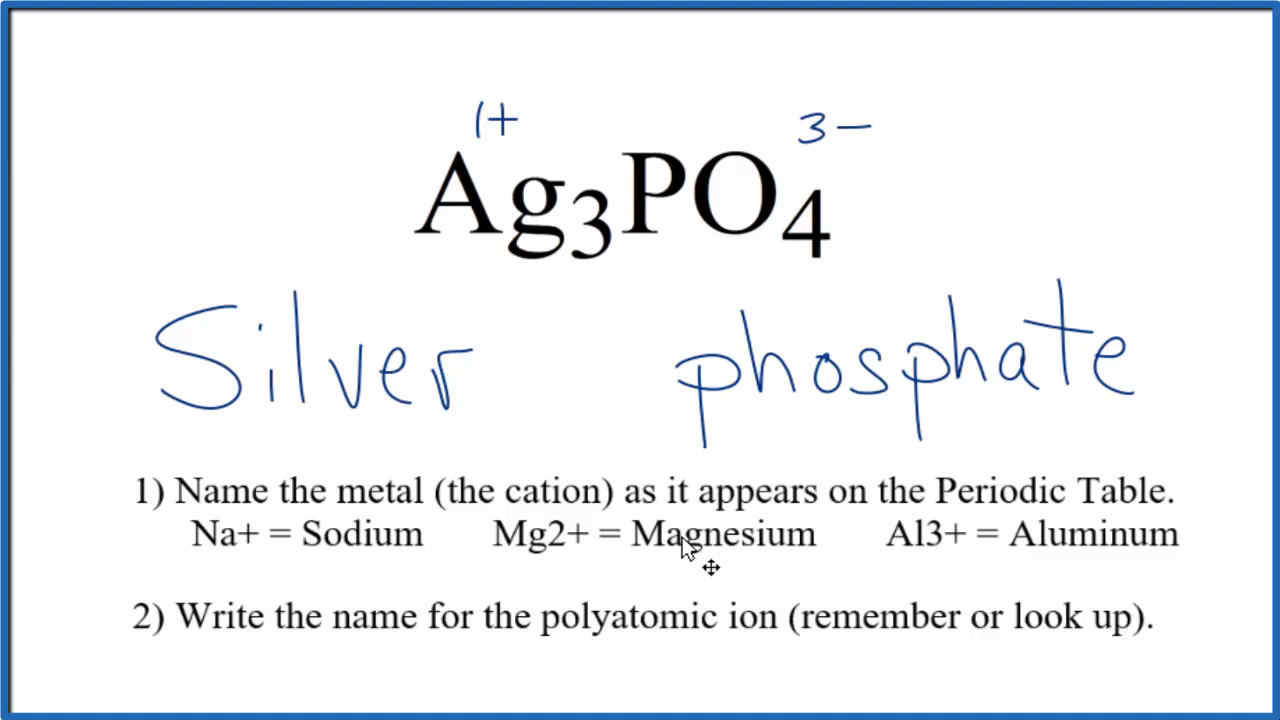 1+ 3-
Ag₃PO₄
Silver phosphate
1) Name the metal (the cation) as it appears on the Periodic Table.
Na+ = Sodium Mg2+ = Magnesium Al3+ = Aluminum
2) Write the name for the polyatomic ion (remember or look up).